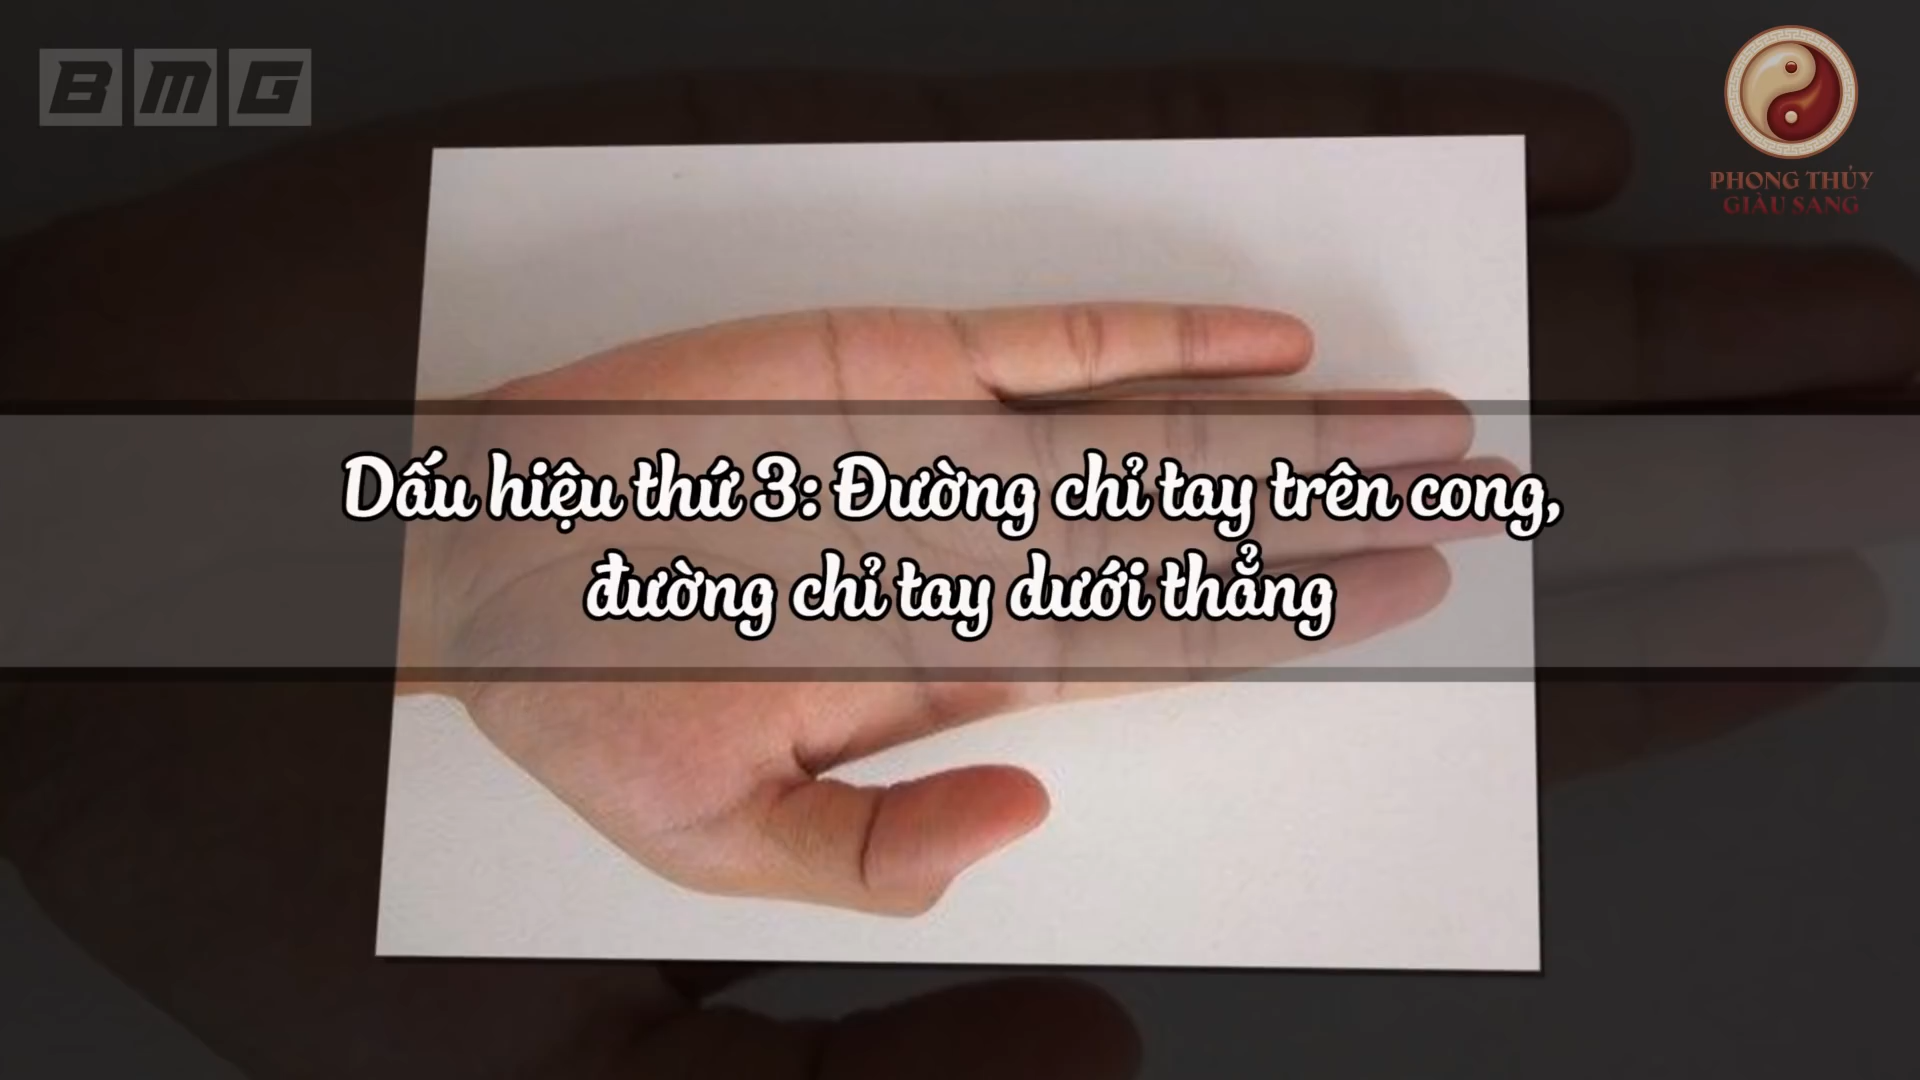 BMG
PHONG THỦY
GIÀU SANG
Dấu hiệu thứ 3: Đường chỉ tay trên cong,
đường chỉ tay dưới thẳng